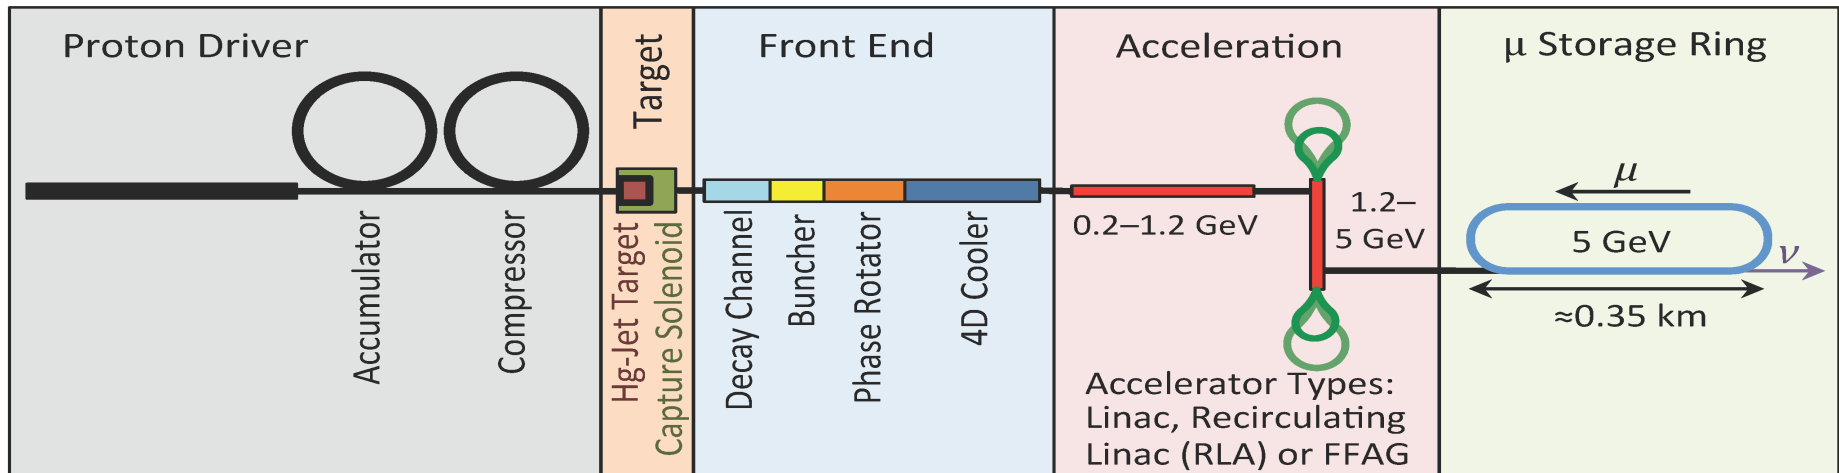 Proton Driver
Accumulator
Compressor
Target
Hg-Jet Target
Capture Solenoid
Front End
Decay Channel
Buncher
Phase Rotator
4D Cooler
Acceleration
0.2–1.2 GeV
1.2–
5 GeV
Accelerator Types:
Linac, Recirculating
Linac (RLA) or FFAG
μ Storage Ring
μ
5 GeV
ν
≈0.35 km